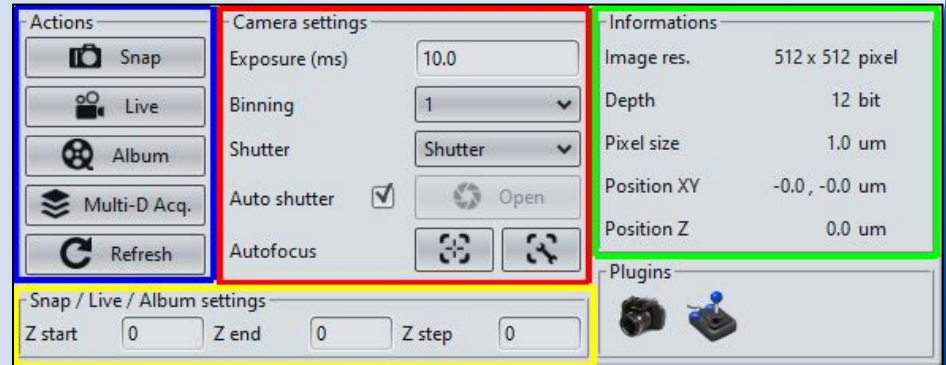 Actions
Snap
Live
Album
Multi-D Acq.
Refresh
Camera settings
Exposure (ms) 10.0
Binning 1
Shutter Shutter
Auto shutter Open
Autofocus
Informations
Image res. 512 x 512 pixel
Depth 12 bit
Pixel size 1.0 um
Position XY -0.0 , -0.0 um
Position Z 0.0 um
Snap / Live / Album settings
Z start 0 Z end 0 Z step 0
Plugins